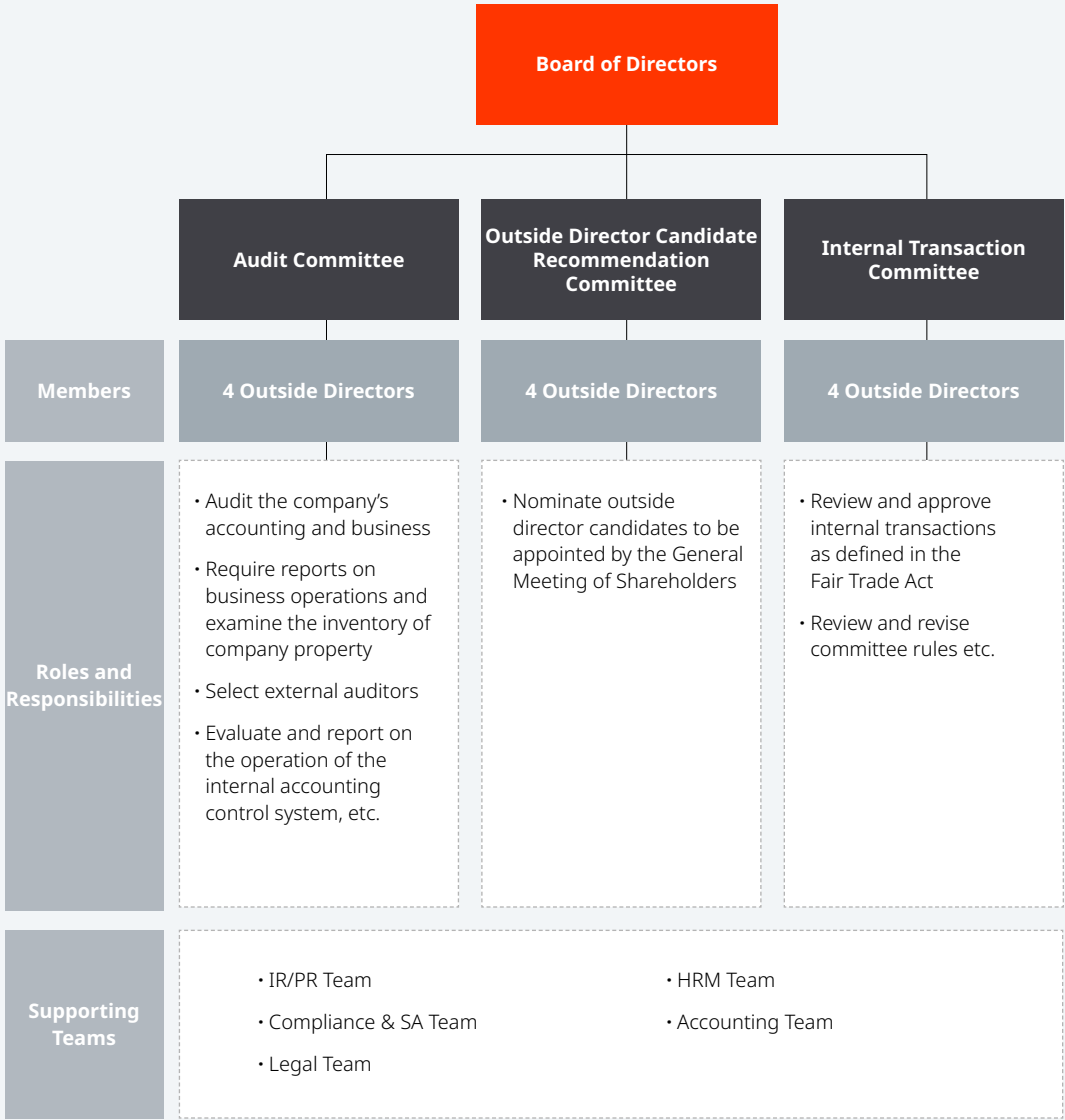 Board of Directors
Audit Committee
Outside Director Candidate
Recommendation
Committee
Internal Transaction
Committee
Members
4 Outside Directors
4 Outside Directors
4 Outside Directors
Roles and
Responsibilities
• Audit the company’s
accounting and business
• Require reports on
business operations and
examine the inventory of
company property
• Select external auditors
• Evaluate and report on
the operation of the
internal accounting
control system, etc.
• Nominate outside
director candidates to be
appointed by the General
Meeting of Shareholders
• Review and approve
internal transactions
as defined in the
Fair Trade Act
• Review and revise
committee rules etc.
Supporting
Teams
• IR/PR Team
• Compliance & SA Team
• Legal Team
• HRM Team
• Accounting Team